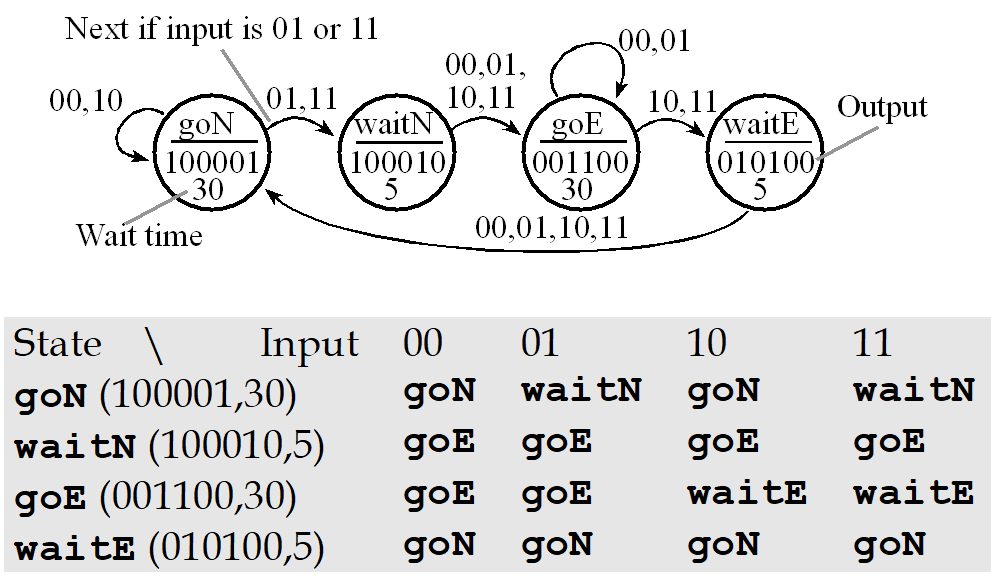 Next if input is 01 or 11
00,01
00,01,
00,10
01,11
10,11
10,11
Output
goN
waitN
goE
waitE
100001
100010
001100
010100
30
5
30
5
Wait time
00,01,10,11
State \ Input 00 01 10 11
goN (100001,30) goN waitN goN waitN
waitN (100010,5) goE goE goE goE
goE (001100,30) goE goE waitE waitE
waitE (010100,5) goN goN goN goN